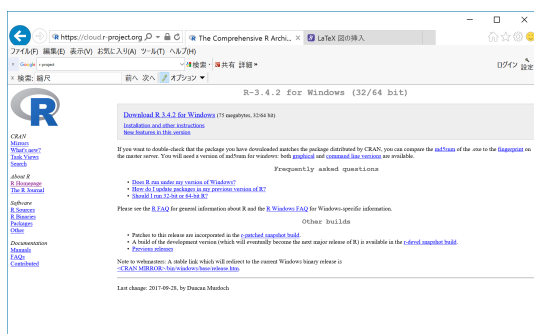 https://cloud.r-project.org
The Comprehensive R Archi...
LaTeX 図の挿入
ファイル(F) 編集(E) 表示(V) お気に入り(A) ツール(T) ヘルプ(H)
Google r-project 検索 共有 詳細 » ログイン 設定
× 検索: 縮尺 前へ 次へ オプション ▼
R
CRAN
Mirrors
What's new?
Task Views
Search
About R
R Homepage
The R Journal
Software
R Sources
R Binaries
Packages
Other
Documentation
Manuals
FAQs
Contributed
R-3.4.2 for Windows (32/64 bit)
Download R 3.4.2 for Windows (75 megabytes, 32/64 bit)
Installation and other instructions
New features in this version
If you want to double-check that the package you have downloaded matches the package distributed by CRAN, you can compare the md5sum of the .exe to the fingerprint on
the master server. You will need a version of md5sum for windows: both graphical and command line versions are available.
Frequently asked questions
• Does R run under my version of Windows?
• How do I update packages in my previous version of R?
• Should I run 32-bit or 64-bit R?
Please see the R FAQ for general information about R and the R Windows FAQ for Windows-specific information.
Other builds
• Patches to this release are incorporated in the r-patched snapshot build.
• A build of the development version (which will eventually become the next major release of R) is available in the r-devel snapshot build.
• Previous releases
Note to webmasters: A stable link which will redirect to the current Windows binary release is
<CRAN MIRROR>/bin/windows/base/release.htm.
Last change: 2017-09-28, by Duncan Murdoch